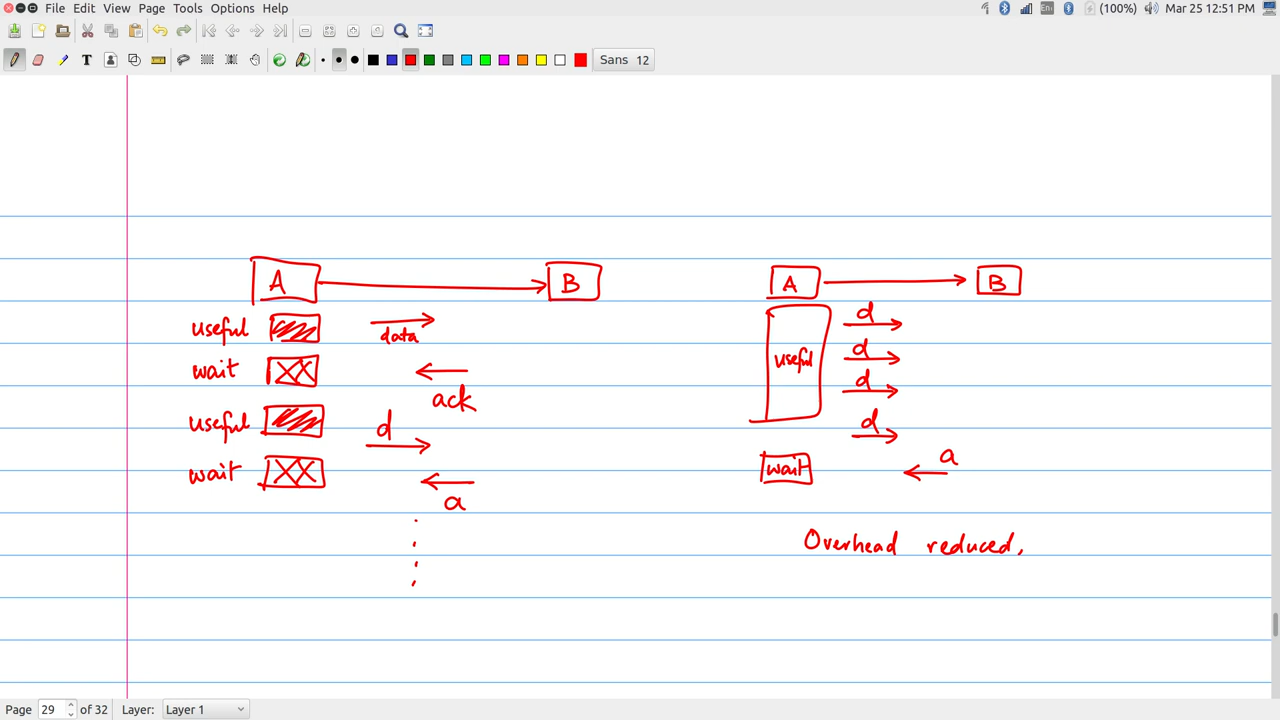 File Edit View Page Tools Options Help
En (100%) Mar 25 12:51 PM
T Sans 12
A B
useful data
wait ack
useful d
wait a
A B
useful
d
d
d
d
wait a
Overhead reduced,
Page 29 of 32 Layer: Layer 1